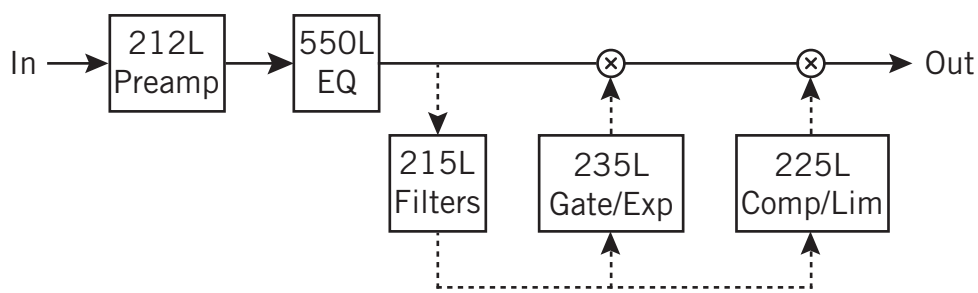 In
212L
Preamp
550L
EQ
Out
215L
Filters
235L
Gate/Exp
225L
Comp/Lim